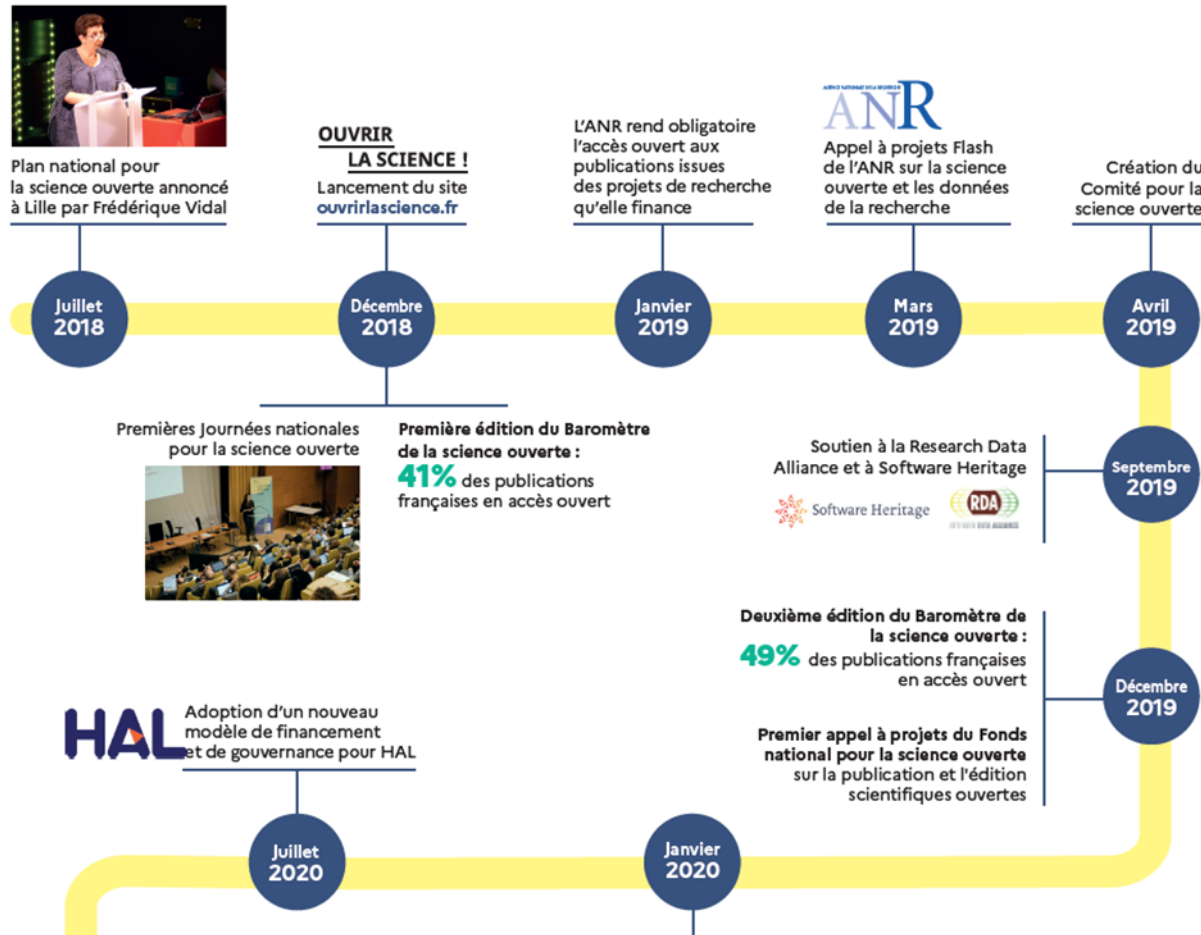 Plan national pour
la science ouverte annoncé
à Lille par Frédérique Vidal
OUVRIR
LA SCIENCE !
Lancement du site
ouvrirlascience.fr
L'ANR rend obligatoire
l'accès ouvert aux
publications issues
des projets de recherche
qu'elle finance
AGENCE NATIONALE DE LA RECHERCHE
ANR
Appel à projets Flash
de l'ANR sur la science
ouverte et les données
de la recherche
Création du
Comité pour la
science ouverte
Juillet
2018
Décembre
2018
Janvier
2019
Mars
2019
Avril
2019
Premières Journées nationales
pour la science ouverte
Première édition du Baromètre
de la science ouverte :
41% des publications
françaises en accès ouvert
Soutien à la Research Data
Alliance et à Software Heritage
Software Heritage
RDA
RESEARCH DATA ALLIANCE
Septembre
2019
Deuxième édition du Baromètre de
la science ouverte :
49% des publications françaises
en accès ouvert
Premier appel à projets du Fonds
national pour la science ouverte
sur la publication et l'édition
scientifiques ouvertes
Décembre
2019
HAL
Adoption d'un nouveau
modèle de financement
et de gouvernance pour HAL
Juillet
2020
Janvier
2020